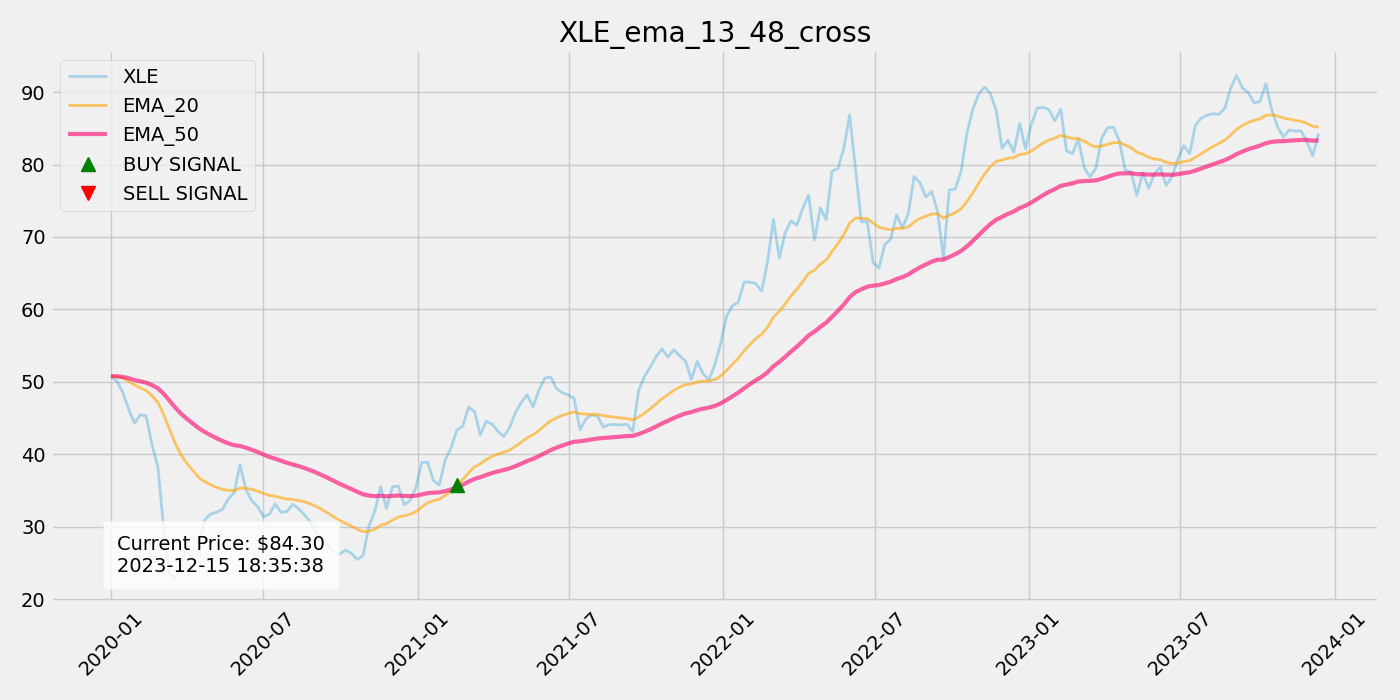 XLE_ema_13_48_cross
XLE
EMA_20
EMA_50
BUY SIGNAL
SELL SIGNAL
90
80
70
60
50
40
30
20
Current Price: $84.30
2023-12-15 18:35:38
2020-01
2020-07
2021-01
2021-07
2022-01
2022-07
2023-01
2023-07
2024-01